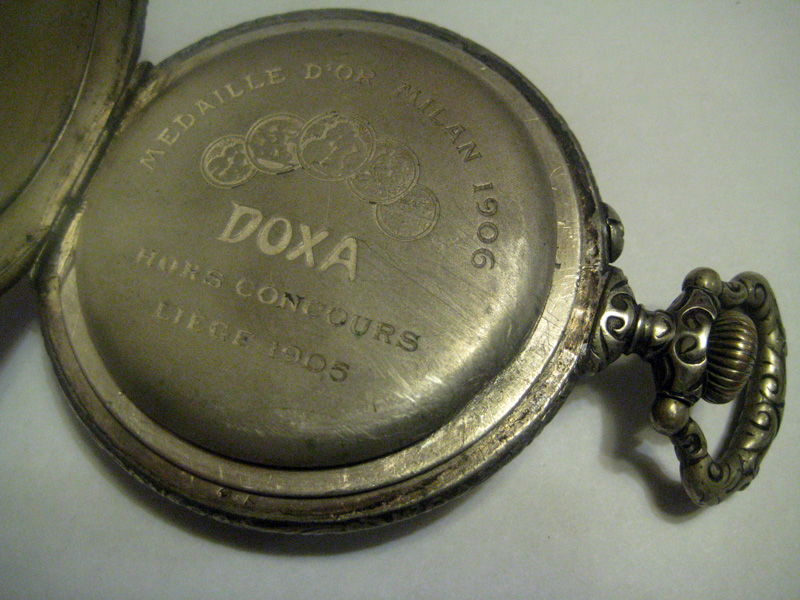 MEDAILLE D'OR MILAN 1906
DOXA
HORS CONCOURS
LIEGE 1905